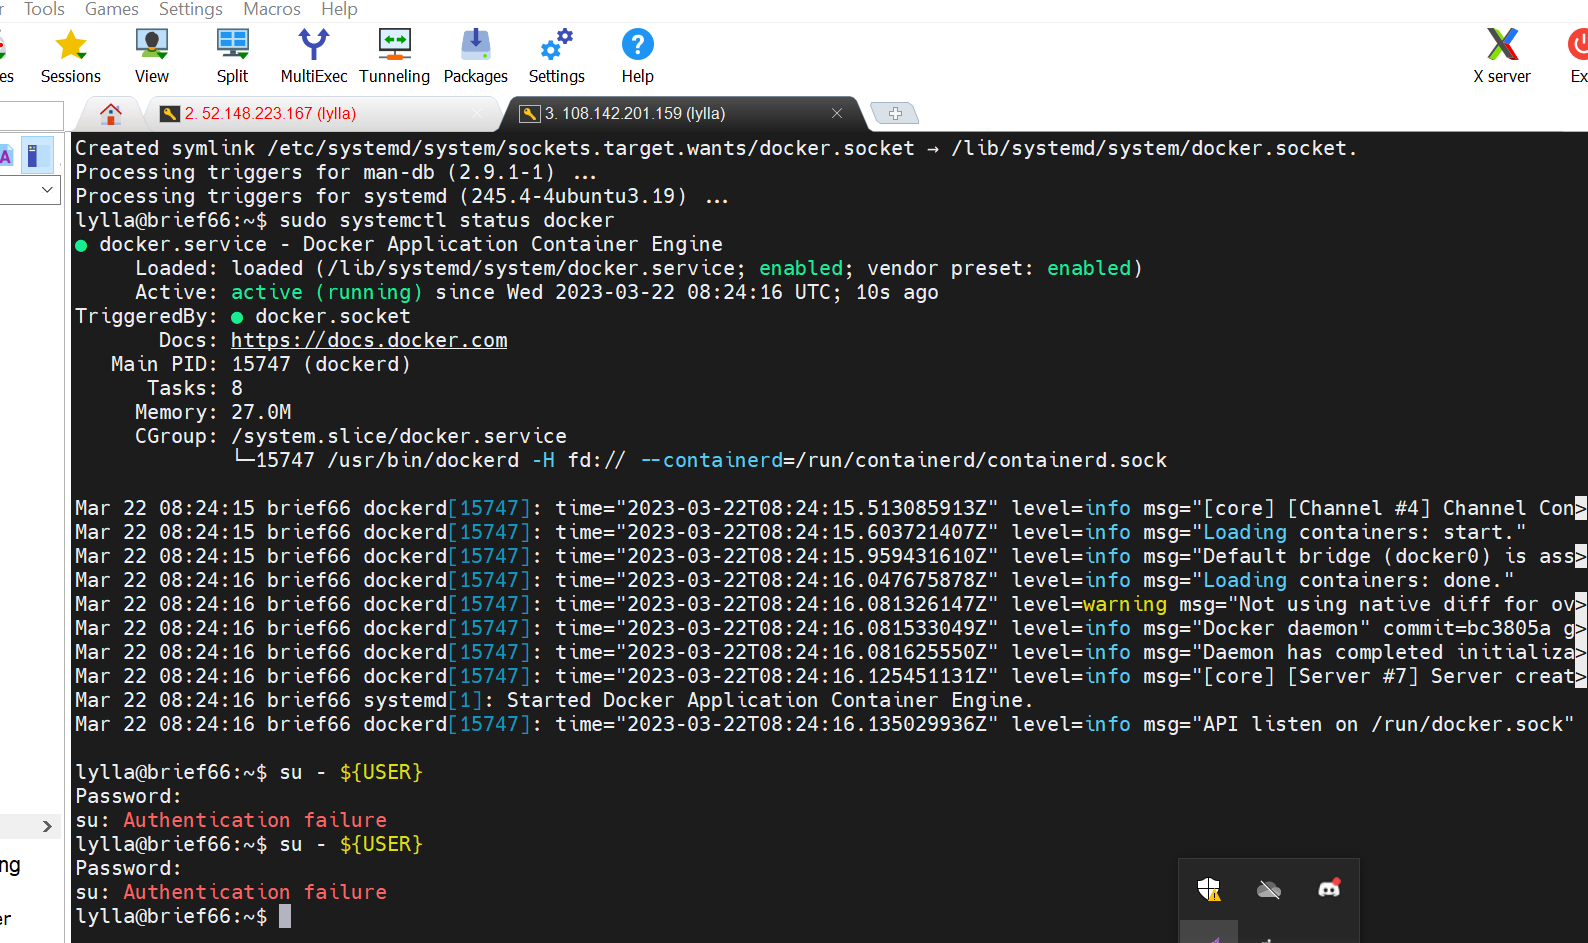 Tools Games Settings Macros Help
Sessions View Split MultiExec Tunneling Packages Settings Help X server
2. 52.148.223.167 (lylla) 3. 108.142.201.159 (lylla)
Created symlink /etc/systemd/system/sockets.target.wants/docker.socket → /lib/systemd/system/docker.socket.
Processing triggers for man-db (2.9.1-1) ...
Processing triggers for systemd (245.4-4ubuntu3.19) ...
lylla@brief66:~$ sudo systemctl status docker
● docker.service - Docker Application Container Engine
Loaded: loaded (/lib/systemd/system/docker.service; enabled; vendor preset: enabled)
Active: active (running) since Wed 2023-03-22 08:24:16 UTC; 10s ago
TriggeredBy: ● docker.socket
Docs: https://docs.docker.com
Main PID: 15747 (dockerd)
Tasks: 8
Memory: 27.0M
CGroup: /system.slice/docker.service
└─15747 /usr/bin/dockerd -H fd:// --containerd=/run/containerd/containerd.sock
Mar 22 08:24:15 brief66 dockerd[15747]: time="2023-03-22T08:24:15.513085913Z" level=info msg="[core] [Channel #4] Channel Con>
Mar 22 08:24:15 brief66 dockerd[15747]: time="2023-03-22T08:24:15.603721407Z" level=info msg="Loading containers: start."
Mar 22 08:24:15 brief66 dockerd[15747]: time="2023-03-22T08:24:15.959431610Z" level=info msg="Default bridge (docker0) is ass>
Mar 22 08:24:16 brief66 dockerd[15747]: time="2023-03-22T08:24:16.047675878Z" level=info msg="Loading containers: done."
Mar 22 08:24:16 brief66 dockerd[15747]: time="2023-03-22T08:24:16.081326147Z" level=warning msg="Not using native diff for ov>
Mar 22 08:24:16 brief66 dockerd[15747]: time="2023-03-22T08:24:16.081533049Z" level=info msg="Docker daemon" commit=bc3805a g>
Mar 22 08:24:16 brief66 dockerd[15747]: time="2023-03-22T08:24:16.081625550Z" level=info msg="Daemon has completed initializa>
Mar 22 08:24:16 brief66 dockerd[15747]: time="2023-03-22T08:24:16.125451131Z" level=info msg="[core] [Server #7] Server creat>
Mar 22 08:24:16 brief66 systemd[1]: Started Docker Application Container Engine.
Mar 22 08:24:16 brief66 dockerd[15747]: time="2023-03-22T08:24:16.135029936Z" level=info msg="API listen on /run/docker.sock"
lylla@brief66:~$ su - ${USER}
Password:
su: Authentication failure
lylla@brief66:~$ su - ${USER}
Password:
su: Authentication failure
lylla@brief66:~$